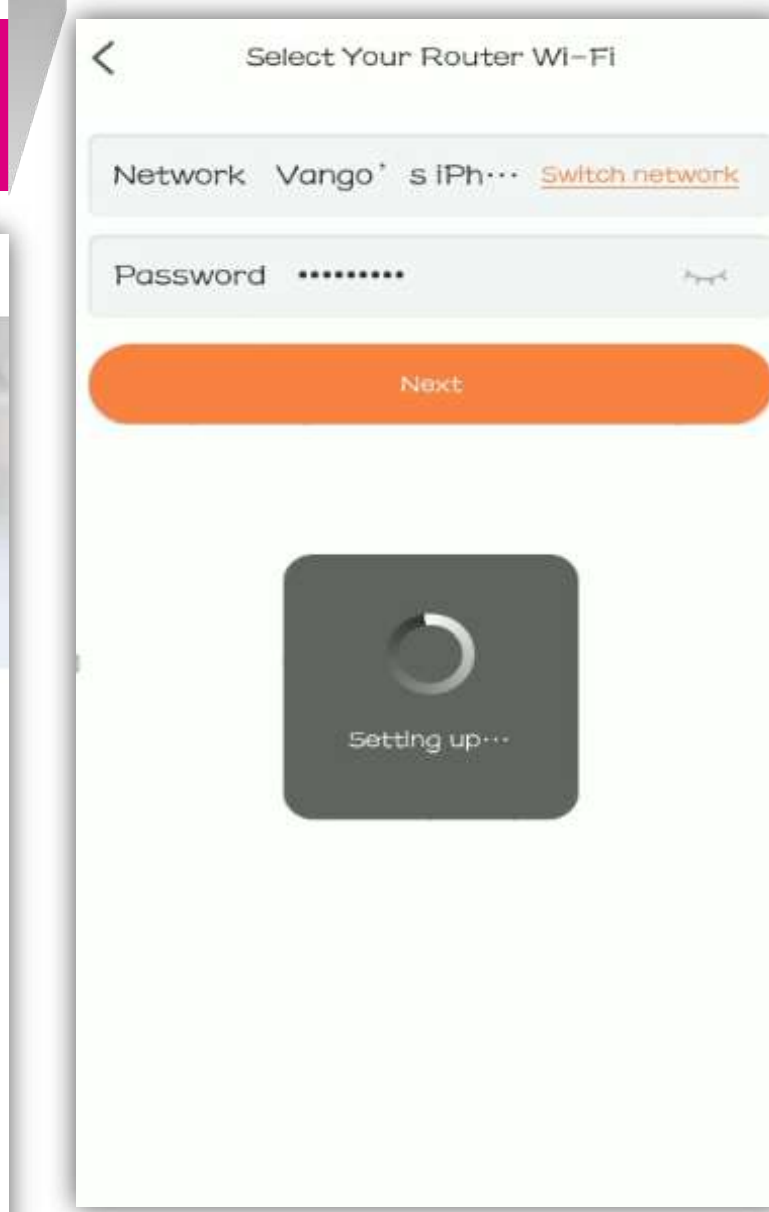 Select Your Router Wi-Fi
Network Vango's iPh··· Switch network
Password •••••••••
Next
Setting up···